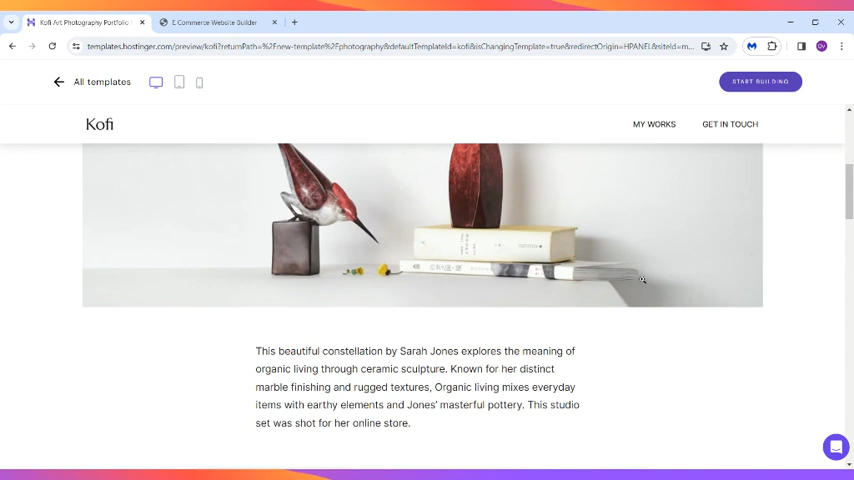 Kofi Art Photography Portfolio
E Commerce Website Builder
templates.hostinger.com/preview/kofi?returnPath=%2Fnew-template%2Fphotography&defaultTemplateId=kofi&isChangingTemplate=true&redirectOrigin=HPANEL&siteId=m...
All templates
START BUILDING
Kofi
MY WORKS
GET IN TOUCH
This beautiful constellation by Sarah Jones explores the meaning of
organic living through ceramic sculpture. Known for her distinct
marble finishing and rugged textures, Organic living mixes everyday
items with earthy elements and Jones' masterful pottery. This studio
set was shot for her online store.